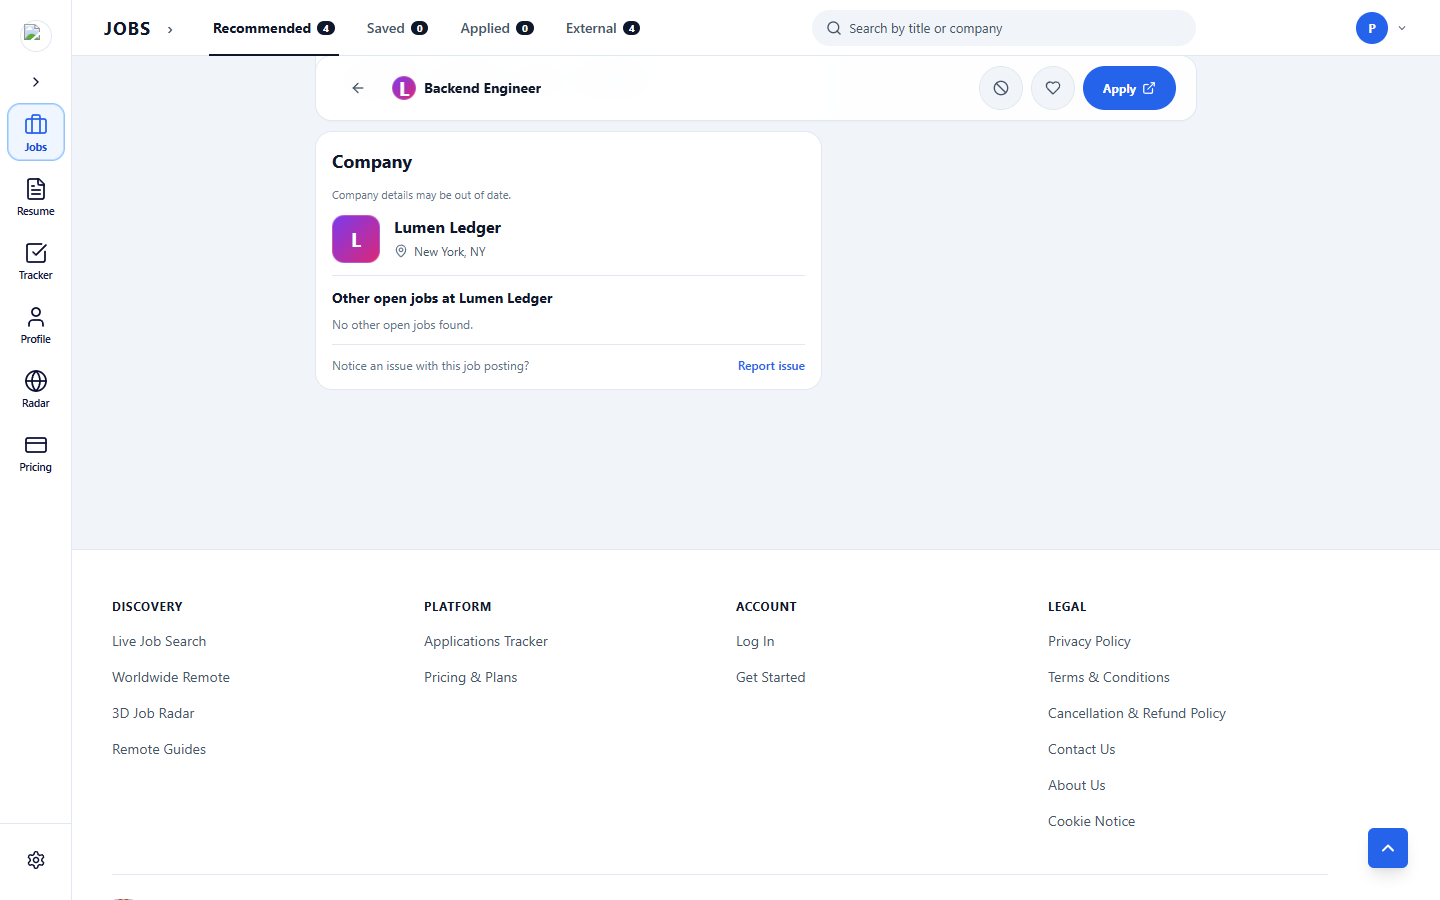 JOBS
Recommended 4
Saved 0
Applied 0
External 4
Search by title or company
P
Jobs
Resume
Tracker
Profile
Radar
Pricing
L
Backend Engineer
Apply
Company
Company details may be out of date.
L
Lumen Ledger
New York, NY
Other open jobs at Lumen Ledger
No other open jobs found.
Notice an issue with this job posting?
Report issue
DISCOVERY
Live Job Search
Worldwide Remote
3D Job Radar
Remote Guides
PLATFORM
Applications Tracker
Pricing & Plans
ACCOUNT
Log In
Get Started
LEGAL
Privacy Policy
Terms & Conditions
Cancellation & Refund Policy
Contact Us
About Us
Cookie Notice